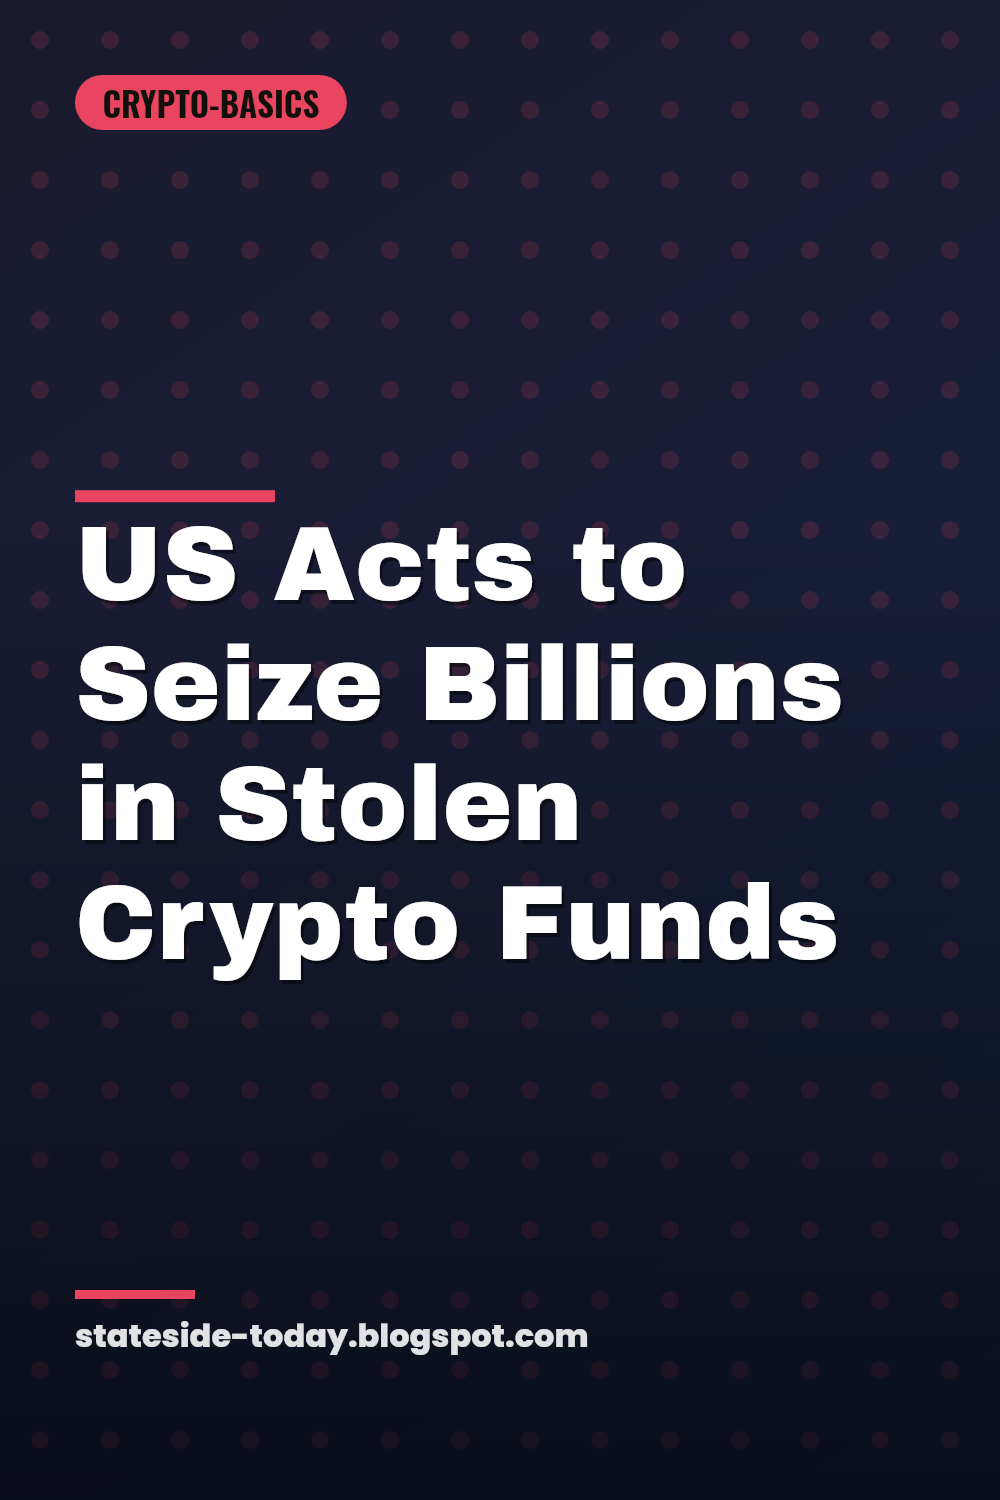 CRYPTO-BASICS
US Acts to
Seize Billions
in Stolen
Crypto Funds
stateside-today.blogspot.com